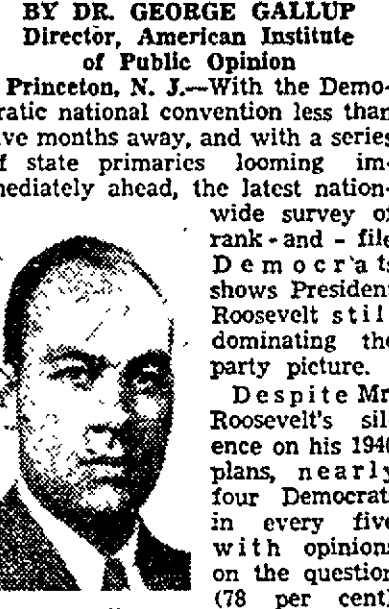 BY DR. GEORGE GALLUP
Director, American Institute
of Public Opinion
Princeton, N. J.—With the Demo-
ratic national convention less than
ive months away, and with a series
f state primaries looming im-
mediately ahead, the latest nation-
wide survey of
rank - and - file
Democrats
shows President
Roosevelt still
dominating the
party picture.
Despite Mr.
Roosevelt's sil-
ence on his 1940
plans, nearly
four Democrats
in every five
with opinions
on the question
(78 per cent)